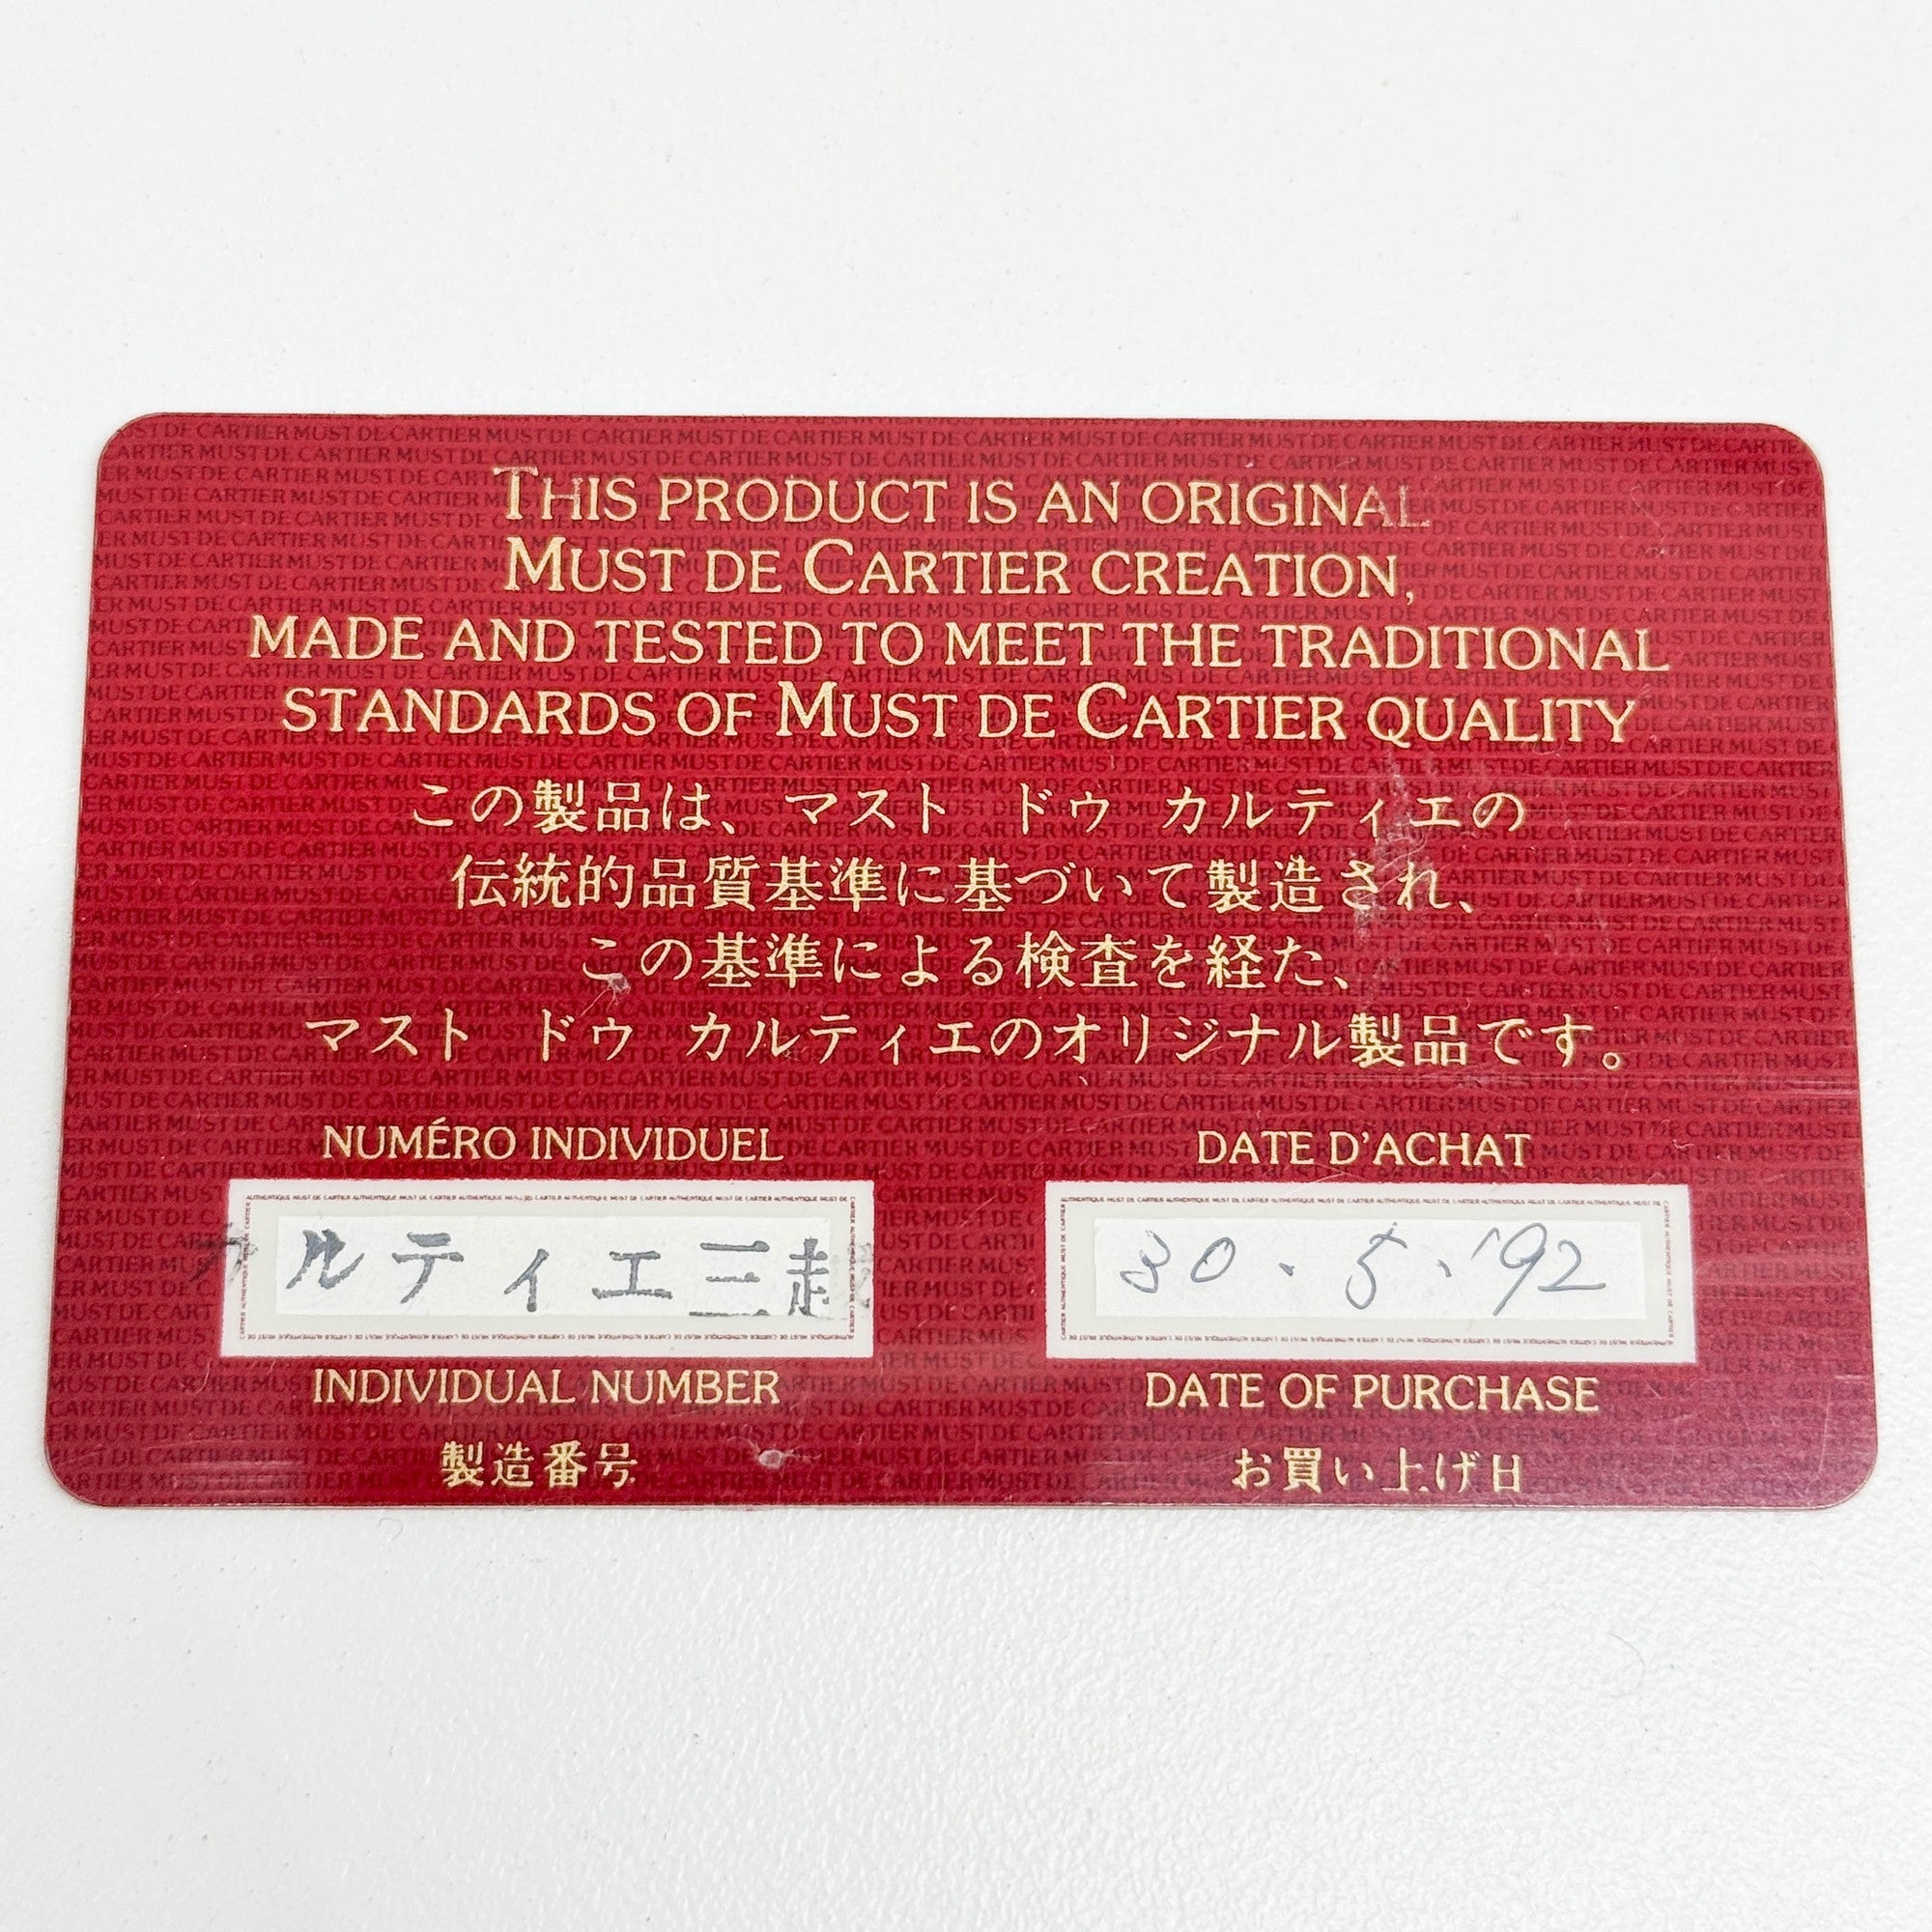 THIS PRODUCT IS AN ORIGINAL
MUST DE CARTIER CREATION,
MADE AND TESTED TO MEET THE TRADITIONAL
STANDARDS OF MUST DE CARTIER QUALITY
この製品は、マスト ドゥ カルティエの
伝統的品質基準に基づいて製造され、
この基準による検査を経た、
マスト ドゥ カルティエのオリジナル製品です。
NUMÉRO INDIVIDUEL
カルティエ三越
INDIVIDUAL NUMBER
製造番号
DATE D'ACHAT
30.5.'92
DATE OF PURCHASE
お買い上げ日